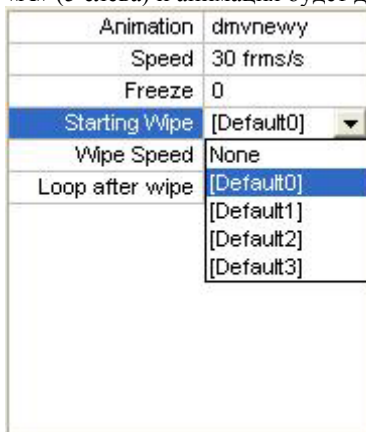 Animation dmvnewy
Speed 30 frms/s
Freeze 0
Starting Wipe [Default0]
Wipe Speed None
Loop after wipe [Default0]
[Default1]
[Default2]
[Default3]